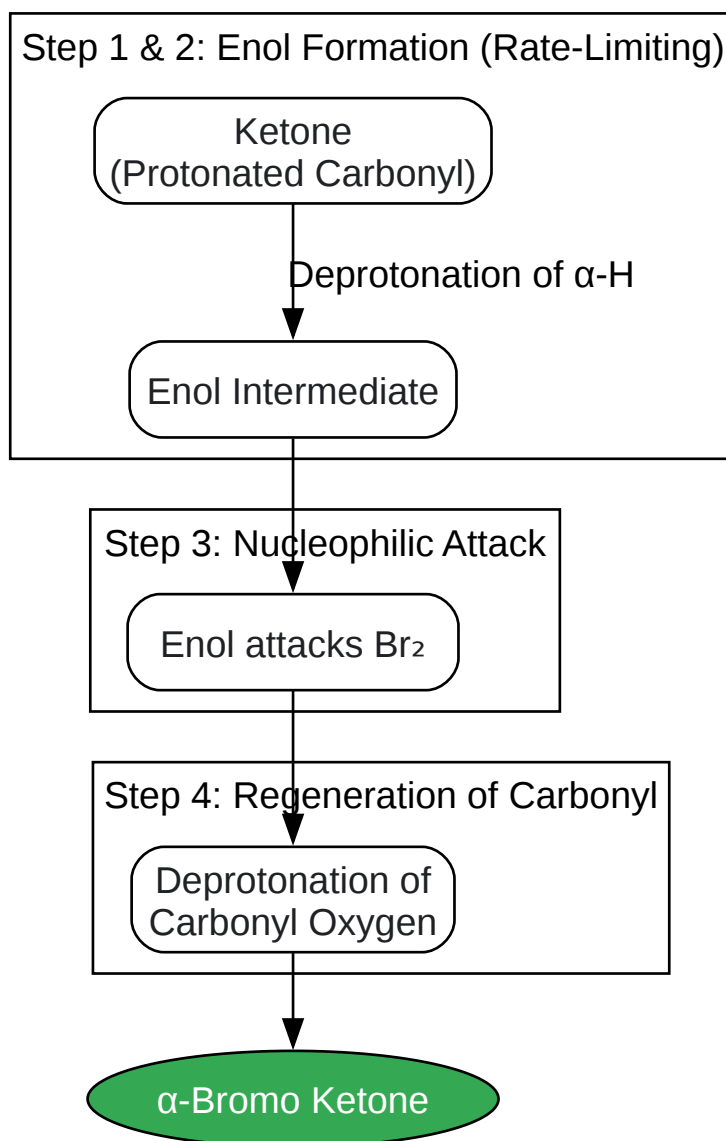 Step 1 & 2: Enol Formation (Rate-Limiting)
Ketone
(Protonated Carbonyl)
Deprotonation of α-H
Enol Intermediate
Step 3: Nucleophilic Attack
Enol attacks Br₂
Step 4: Regeneration of Carbonyl
Deprotonation of
Carbonyl Oxygen
α-Bromo Ketone